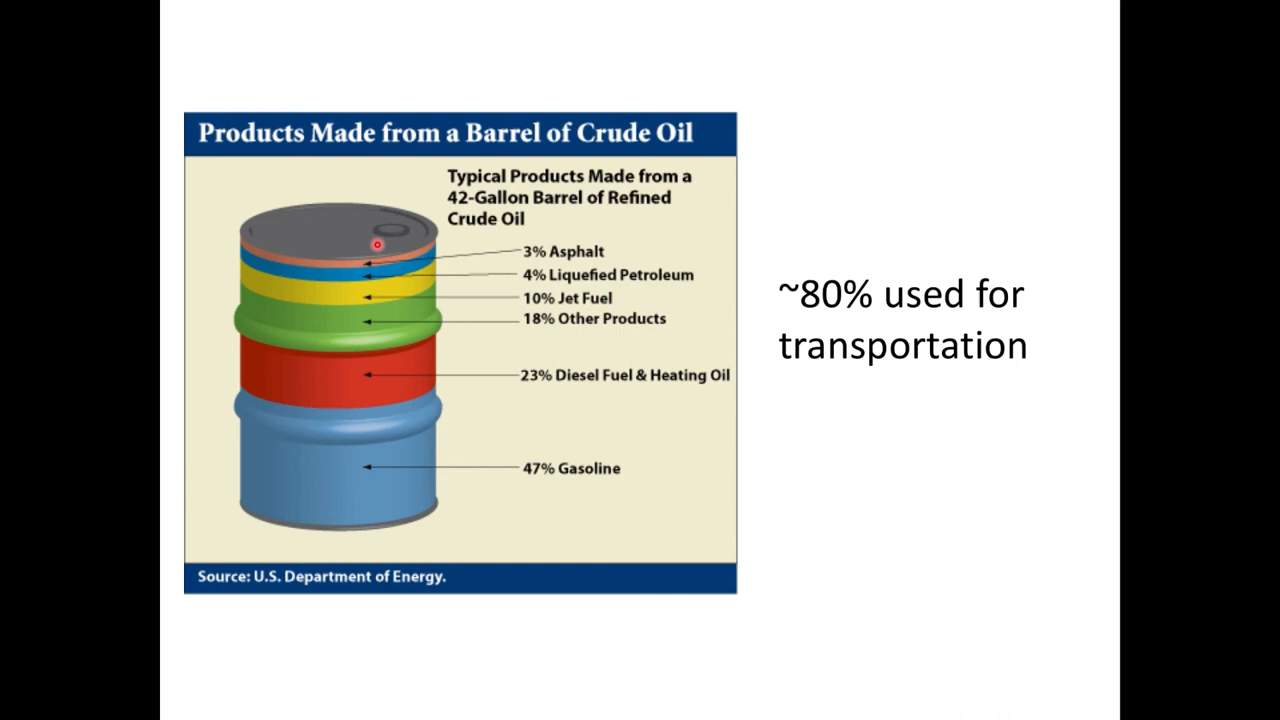 Products Made from a Barrel of Crude Oil
Typical Products Made from a
42-Gallon Barrel of Refined
Crude Oil
3% Asphalt
4% Liquefied Petroleum
10% Jet Fuel
18% Other Products
23% Diesel Fuel & Heating Oil
47% Gasoline
Source: U.S. Department of Energy.
~80% used for
transportation